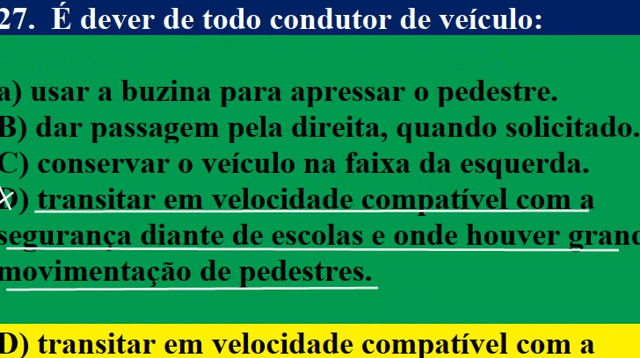 27. É dever de todo condutor de veículo:
a) usar a buzina para apressar o pedestre.
B) dar passagem pela direita, quando solicitado.
C) conservar o veículo na faixa da esquerda.
D) transitar em velocidade compatível com a
segurança diante de escolas e onde houver grand
movimentação de pedestres.
D) transitar em velocidade compatível com a